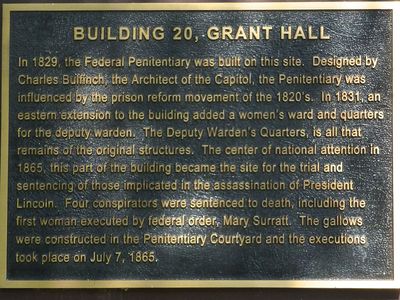 BUILDING 20, GRANT HALL
In 1829, the Federal Penitentiary was built on this site. Designed by
Charles Bulfinch, the Architect of the Capitol, the Penitentiary was
influenced by the prison reform movement of the 1820's. In 1831, an
eastern extension to the building added a women's ward and quarters
for the deputy warden. The Deputy Warden's Quarters, is all that
remains of the original structures. The center of national attention in
1865, this part of the building became the site for the trial and
sentencing of those implicated in the assassination of President
Lincoln. Four conspirators were sentenced to death, including the
first woman executed by federal order, Mary Surratt. The gallows
were constructed in the Penitentiary Courtyard and the executions
took place on July 7, 1865.